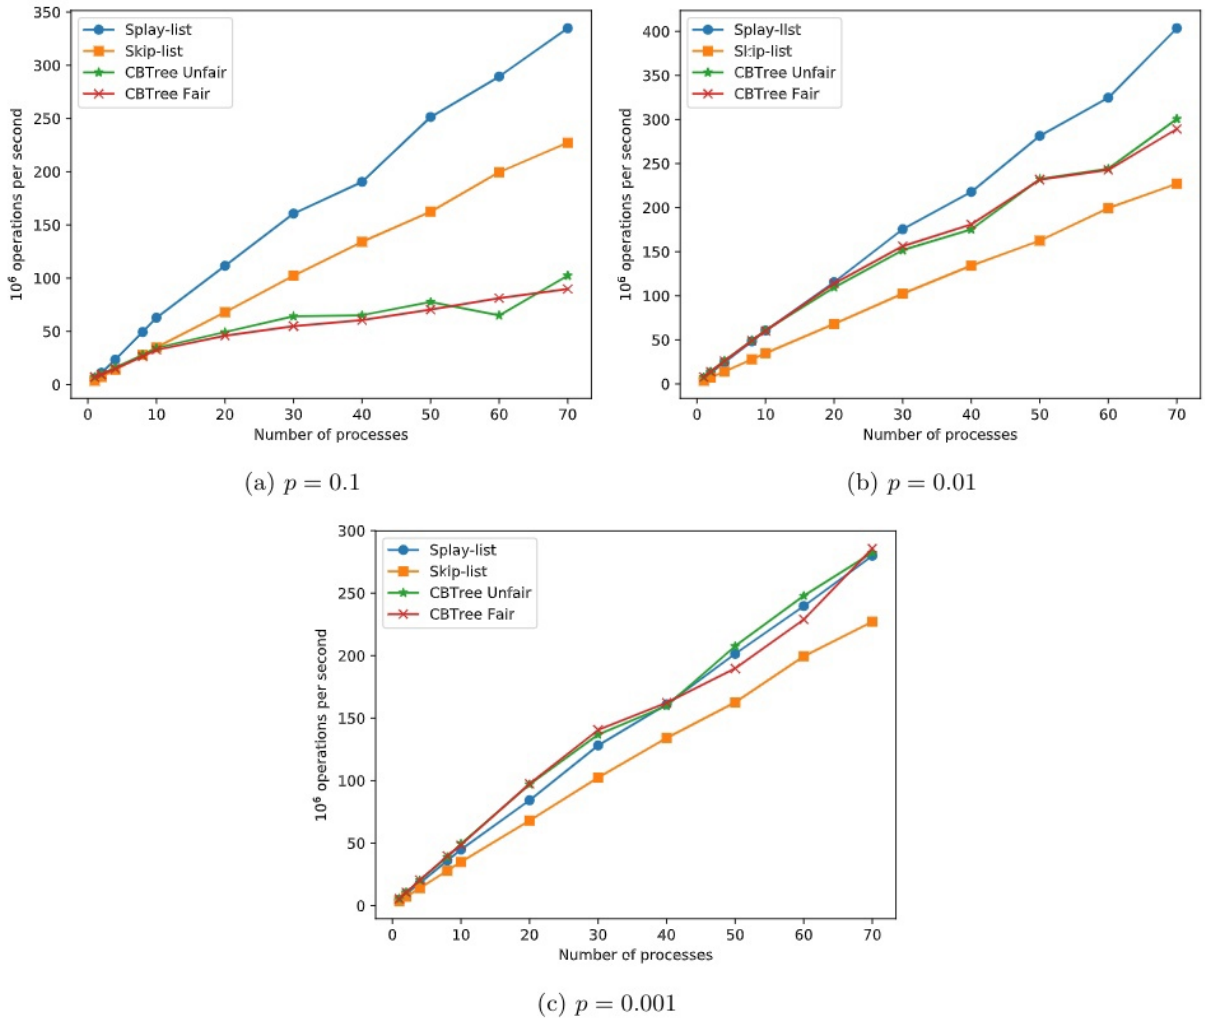 350
300
250
200
150
100
50
0
10⁶ operations per second
Splay-list
Skip-list
CBTree Unfair
CBTree Fair
0 10 20 30 40 50 60 70
Number of processes
(a) p = 0.1
400
350
300
250
200
150
100
50
0
10⁶ operations per second
Splay-list
Skip-list
CBTree Unfair
CBTree Fair
0 10 20 30 40 50 60 70
Number of processes
(b) p = 0.01
300
250
200
150
100
50
0
10⁶ operations per second
Splay-list
Skip-list
CBTree Unfair
CBTree Fair
0 10 20 30 40 50 60 70
Number of processes
(c) p = 0.001